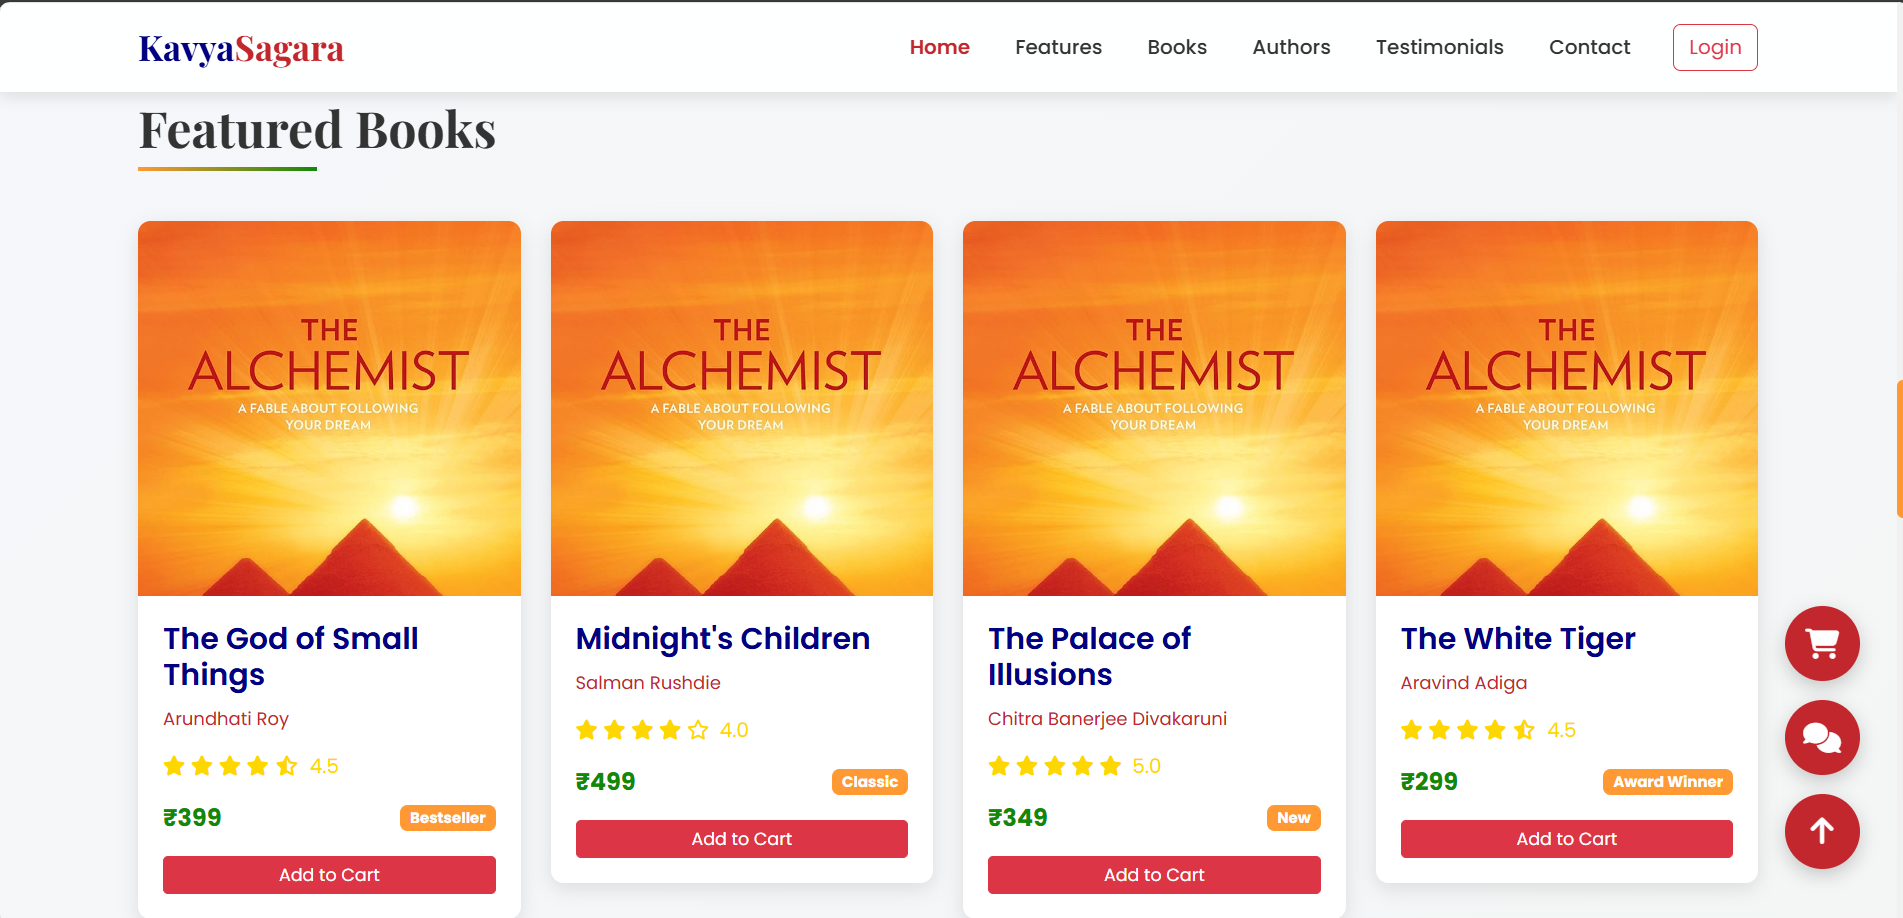 KavyaSagara
Home Features Books Authors Testimonials Contact Login
Featured Books
THE
ALCHEMIST
A FABLE ABOUT FOLLOWING
YOUR DREAM
The God of Small
Things
Arundhati Roy
4.5
₹399 Bestseller
Add to Cart
THE
ALCHEMIST
A FABLE ABOUT FOLLOWING
YOUR DREAM
Midnight's Children
Salman Rushdie
4.0
₹499 Classic
Add to Cart
THE
ALCHEMIST
A FABLE ABOUT FOLLOWING
YOUR DREAM
The Palace of
Illusions
Chitra Banerjee Divakaruni
5.0
₹349 New
Add to Cart
THE
ALCHEMIST
A FABLE ABOUT FOLLOWING
YOUR DREAM
The White Tiger
Aravind Adiga
4.5
₹299 Award Winner
Add to Cart